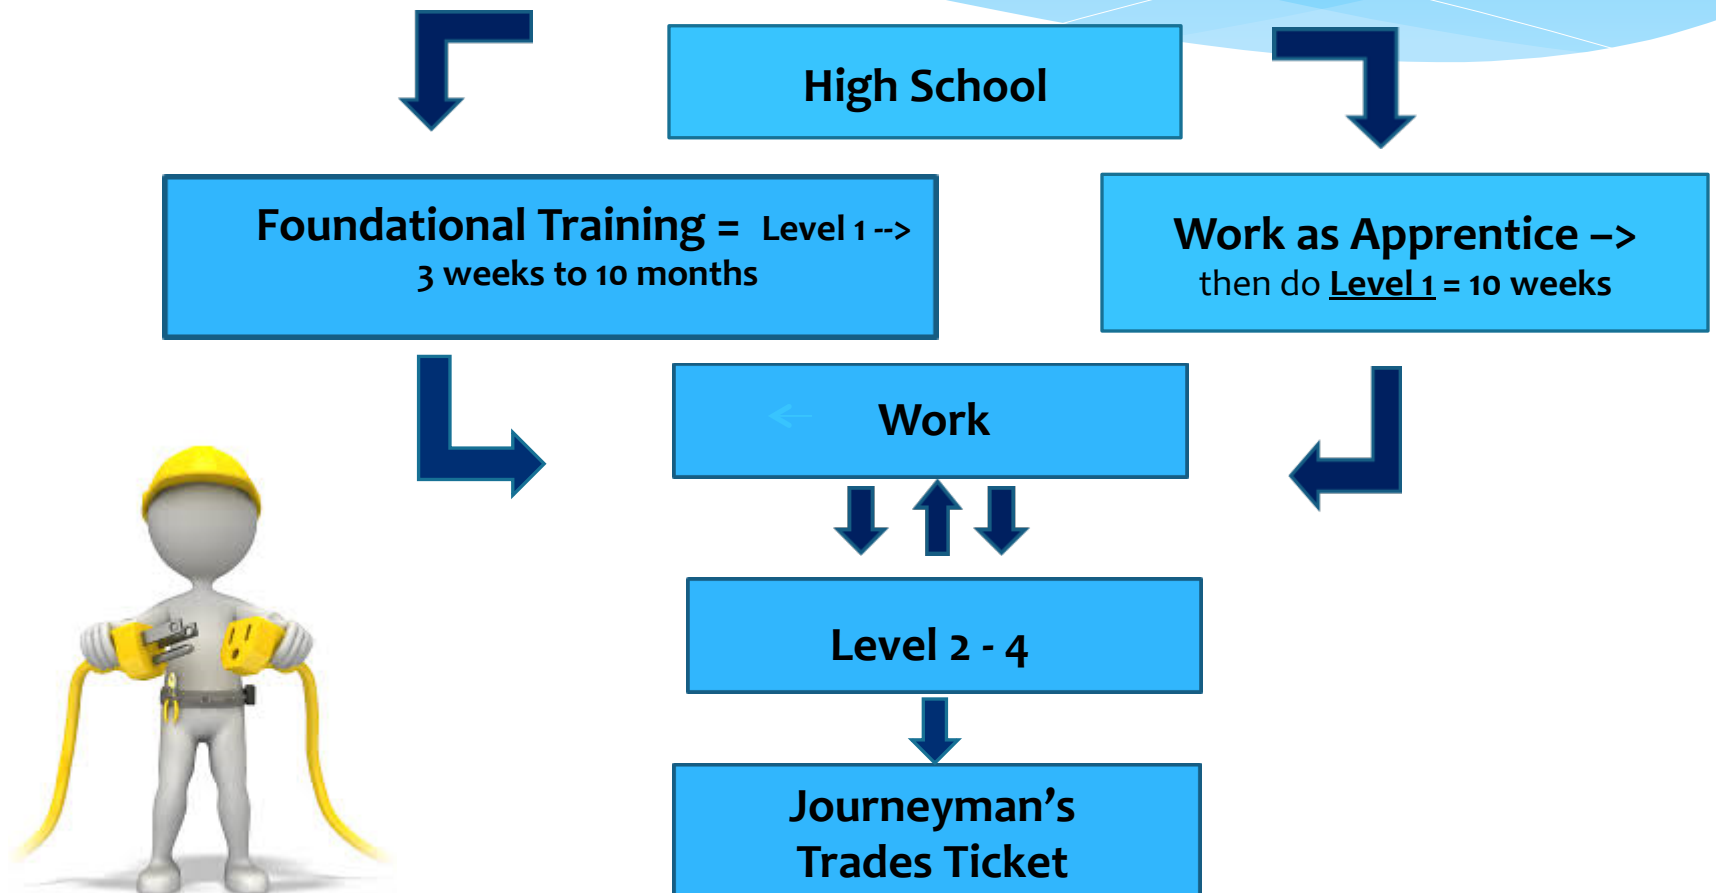 High School
Foundational Training = Level 1 -->
3 weeks to 10 months
Work as Apprentice –>
then do Level 1 = 10 weeks
Work
Level 2 - 4
Journeyman’s
Trades Ticket